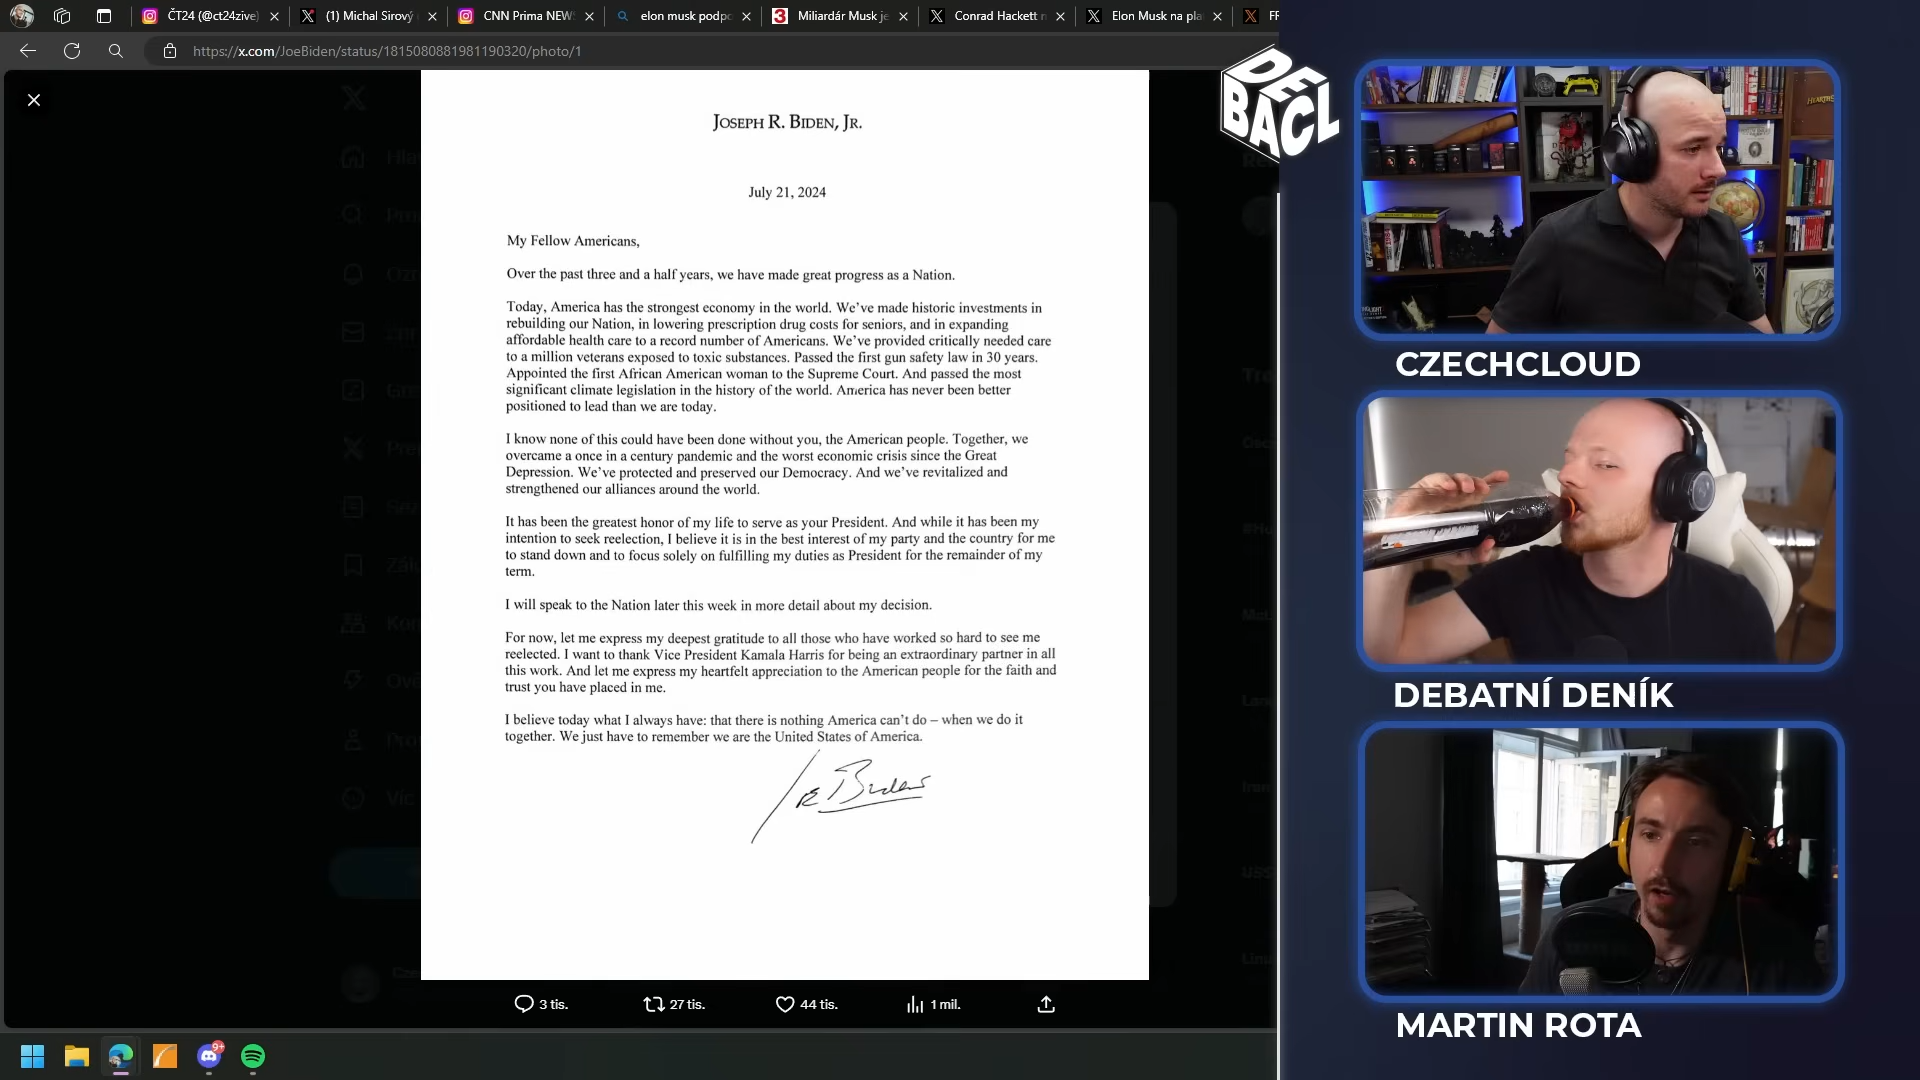 ČT24 (@ct24zive)
(1) Michal Sirový
CNN Prima NEW
elon musk podpo
Miliardář Musk je
Conrad Hackett n
Elon Musk na pla
FF
https://x.com/JoeBiden/status/1815080881981190320/photo/1
JOSEPH R. BIDEN, JR.
July 21, 2024
My Fellow Americans,
Over the past three and a half years, we have made great progress as a Nation.
Today, America has the strongest economy in the world. We've made historic investments in
rebuilding our Nation, in lowering prescription drug costs for seniors, and in expanding
affordable health care to a record number of Americans. We've provided critically needed care
to a million veterans exposed to toxic substances. Passed the first gun safety law in 30 years.
Appointed the first African American woman to the Supreme Court. And passed the most
significant climate legislation in the history of the world. America has never been better
positioned to lead than we are today.
I know none of this could have been done without you, the American people. Together, we
overcame a once in a century pandemic and the worst economic crisis since the Great
Depression. We've protected and preserved our Democracy. And we've revitalized and
strengthened our alliances around the world.
It has been the greatest honor of my life to serve as your President. And while it has been my
intention to seek reelection, I believe it is in the best interest of my party and the country for me
to stand down and to focus solely on fulfilling my duties as President for the remainder of my
term.
I will speak to the Nation later this week in more detail about my decision.
For now, let me express my deepest gratitude to all those who have worked so hard to see me
reelected. I want to thank Vice President Kamala Harris for being an extraordinary partner in all
this work. And let me express my heartfelt appreciation to the American people for the faith and
trust you have placed in me.
I believe today what I always have: that there is nothing America can't do – when we do it
together. We just have to remember we are the United States of America.
Joe Biden
3 tis.
27 tis.
44 tis.
1 mil.
9+
DEBACL
CZECHCLOUD
DEBATNÍ DENÍK
MARTIN ROTA